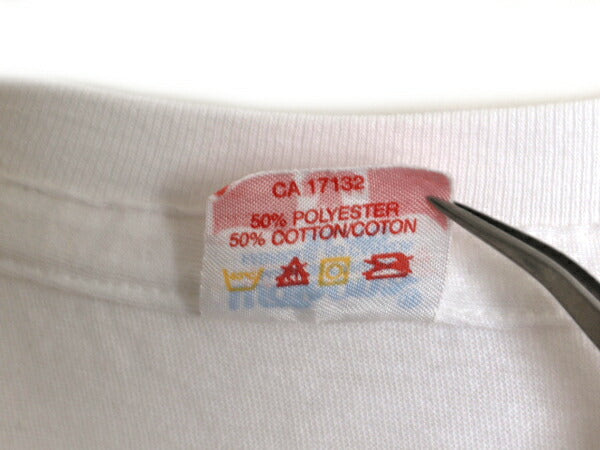 CA 17132
50% POLYESTER
50% COTTON/COTON